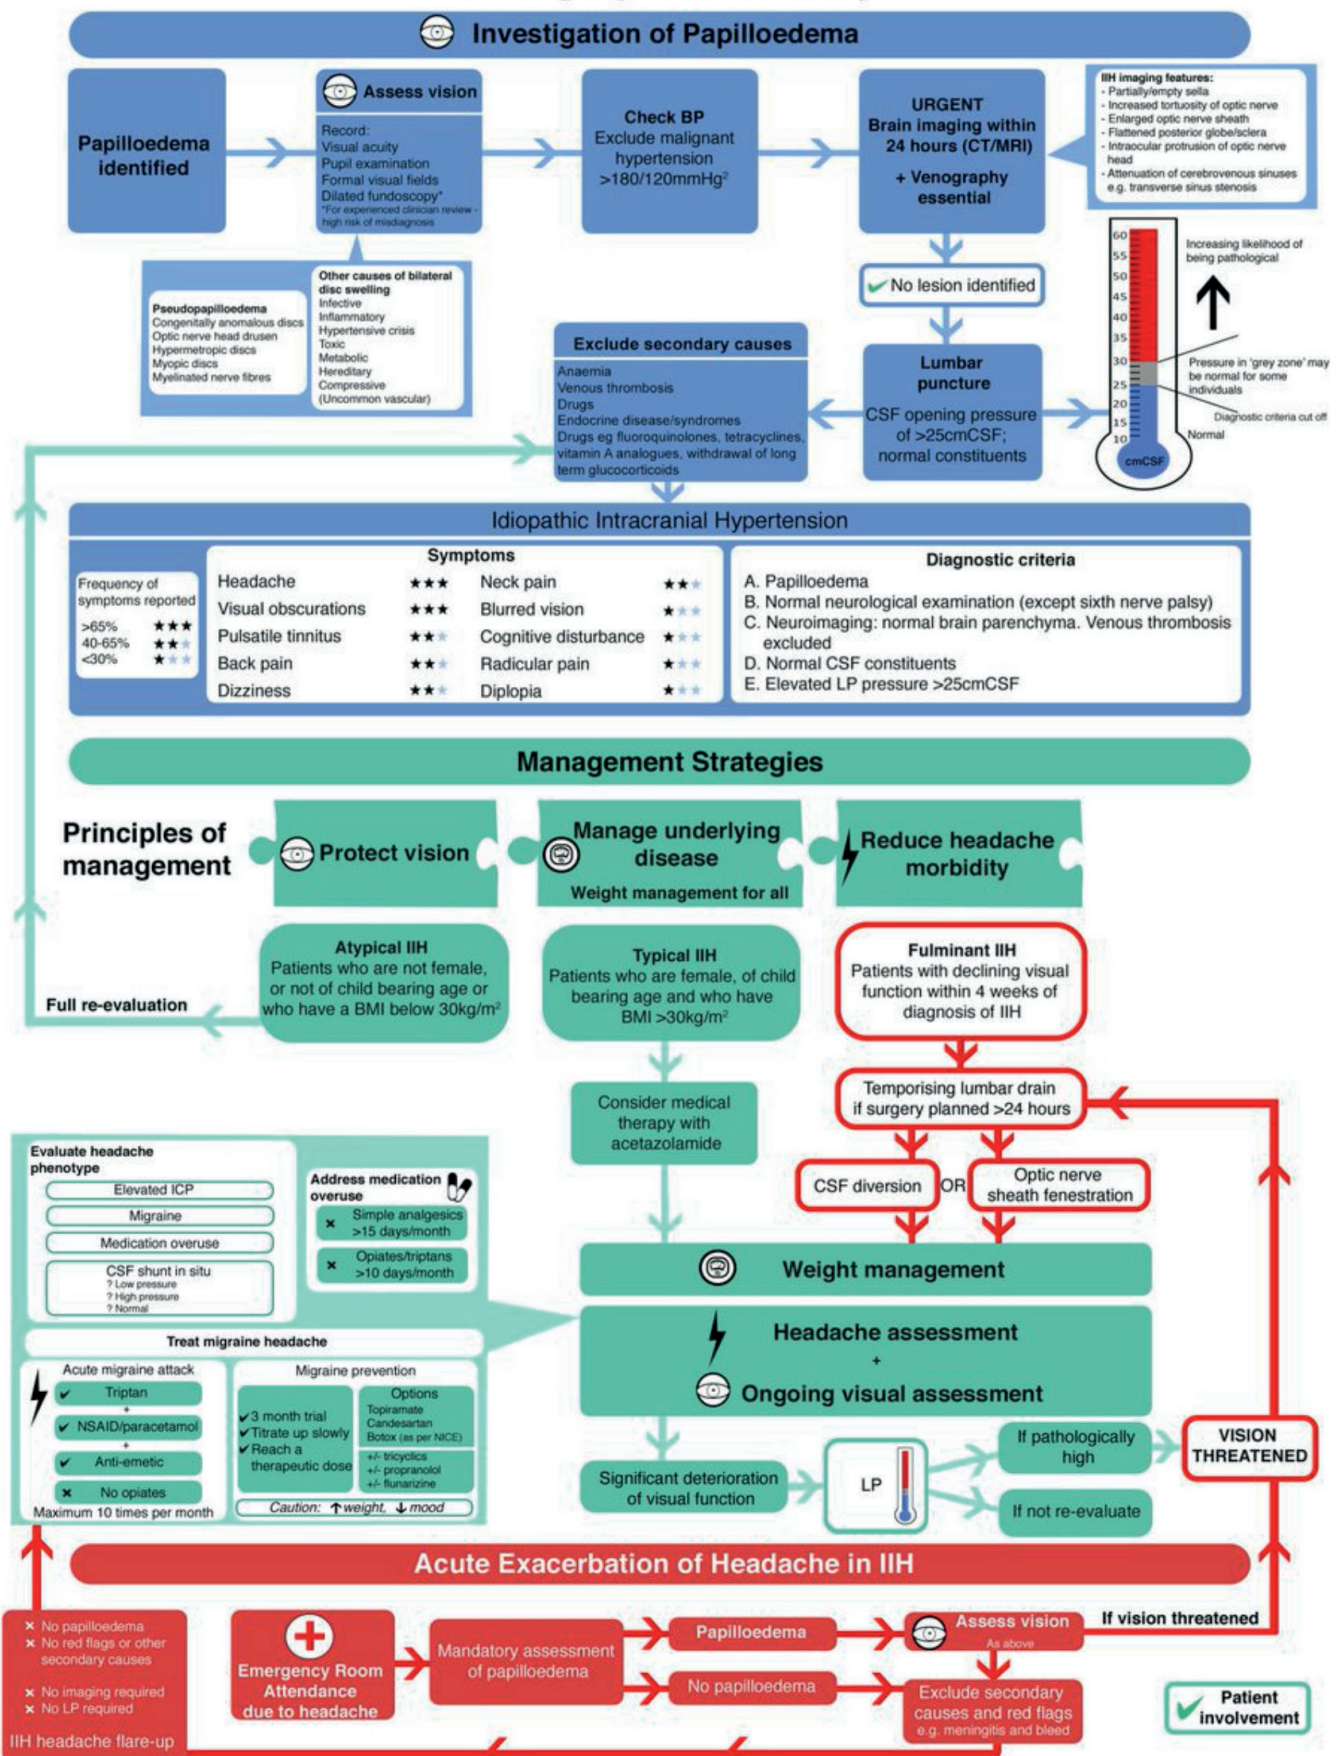 Investigation of Papilloedema
Papilloedema
identified
Assess vision
Record:
Visual acuity
Pupil examination
Formal visual fields
Dilated fundoscopy*
*For experienced clinician review -
high risk of misdiagnosis
Check BP
Exclude malignant
hypertension
>180/120mmHg²
URGENT
Brain imaging within
24 hours (CT/MRI)
+ Venography
essential
IIH imaging features:
- Partially/empty sella
- Increased tortuosity of optic nerve
- Enlarged optic nerve sheath
- Flattened posterior globe/sclera
- Intraocular protrusion of optic nerve
head
- Attenuation of cerebrovenous sinuses
e.g. transverse sinus stenosis
Pseudopapilloedema
Congenitally anomalous discs
Optic nerve head drusen
Hypermetropic discs
Myopic discs
Myelinated nerve fibres
Other causes of bilateral
disc swelling
Infective
Inflammatory
Hypertensive crisis
Toxic
Metabolic
Hereditary
Compressive
(Uncommon vascular)
No lesion identified
Exclude secondary causes
Anaemia
Venous thrombosis
Drugs
Endocrine disease/syndromes
Drugs eg fluoroquinolones, tetracyclines,
vitamin A analogues, withdrawal of long
term glucocorticoids
Lumbar
puncture
CSF opening pressure
of >25cmCSF;
normal constituents
60
55
50
45
40
35
30
25
20
15
10
cmCSF
Increasing likelihood of
being pathological
Pressure in 'grey zone' may
be normal for some
individuals
Diagnostic criteria cut off
Normal
Idiopathic Intracranial Hypertension
Frequency of
symptoms reported
>65% ★★★
40-65% ★★★
<30% ★★★
Symptoms
Headache ★★★ Neck pain ★★★
Visual obscurations ★★★ Blurred vision ★★★
Pulsatile tinnitus ★★★ Cognitive disturbance ★★★
Back pain ★★★ Radicular pain ★★★
Dizziness ★★★ Diplopia ★★★
Diagnostic criteria
A. Papilloedema
B. Normal neurological examination (except sixth nerve palsy)
C. Neuroimaging: normal brain parenchyma. Venous thrombosis
excluded
D. Normal CSF constituents
E. Elevated LP pressure >25cmCSF
Management Strategies
Principles of
management
Protect vision
Manage underlying
disease
Weight management for all
Reduce headache
morbidity
Atypical IIH
Patients who are not female,
or not of child bearing age or
who have a BMI below 30kg/m²
Full re-evaluation
Typical IIH
Patients who are female, of child
bearing age and who have
BMI >30kg/m²
Fulminant IIH
Patients with declining visual
function within 4 weeks of
diagnosis of IIH
Consider medical
therapy with
acetazolamide
Temporising lumbar drain
if surgery planned >24 hours
CSF diversion
OR
Optic nerve
sheath fenestration
Evaluate headache
phenotype
Elevated ICP
Migraine
Medication overuse
CSF shunt in situ
? Low pressure
? High pressure
? Normal
Address medication
overuse
Simple analgesics
>15 days/month
Opiates/triptans
>10 days/month
Treat migraine headache
Acute migraine attack
Triptan
+
NSAID/paracetamol
+
Anti-emetic
No opiates
Maximum 10 times per month
Migraine prevention
3 month trial
Titrate up slowly
Reach a
therapeutic dose
Options
Topiramate
Candesartan
Botox (as per NICE)
+/- tricyclics
+/- propranolol
+/- flunarizine
Caution: ↑weight, ↓mood
Weight management
Headache assessment
+
Ongoing visual assessment
Significant deterioration
of visual function
LP
If pathologically
high
If not re-evaluate
VISION
THREATENED
Acute Exacerbation of Headache in IIH
No papilloedema
No red flags or other
secondary causes
No imaging required
No LP required
IIH headache flare-up
Emergency Room
Attendance
due to headache
Mandatory assessment
of papilloedema
Papilloedema
No papilloedema
Assess vision
As above
If vision threatened
Exclude secondary
causes and red flags
e.g. meningitis and bleed
Patient
involvement